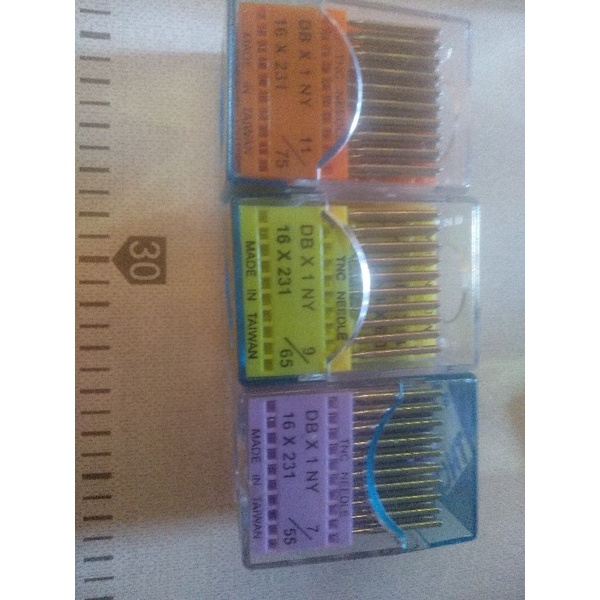 DB X 1 NY 11/75
16 X 231
MADE IN TAIWAN
TNC NEEDLE
DB X 1 NY 9/65
16 X 231
MADE IN TAIWAN
TNC NEEDLE
DB X 1 NY 7/55
16 X 231
MADE IN TAIWAN
30